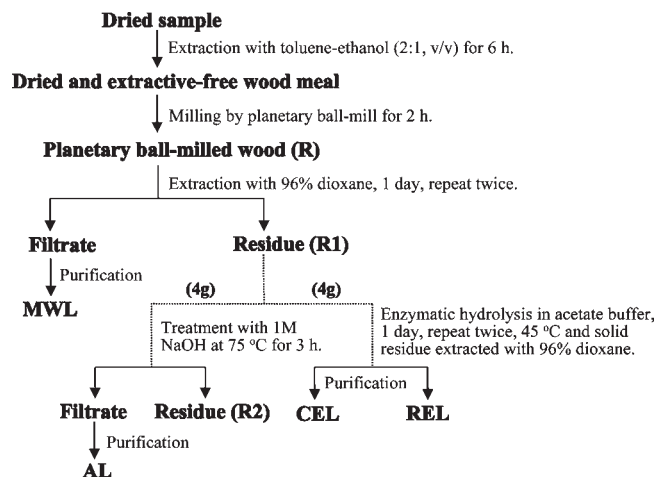 Dried sample
Extraction with toluene-ethanol (2:1, v/v) for 6 h.
Dried and extractive-free wood meal
Milling by planetary ball-mill for 2 h.
Planetary ball-milled wood (R)
Extraction with 96% dioxane, 1 day, repeat twice.
Filtrate
Residue (R1)
Purification
MWL
(4g)
(4g)
Treatment with 1M
NaOH at 75 °C for 3 h.
Enzymatic hydrolysis in acetate buffer,
1 day, repeat twice, 45 °C and solid
residue extracted with 96% dioxane.
Purification
Filtrate
Residue (R2)
CEL
REL
Purification
AL